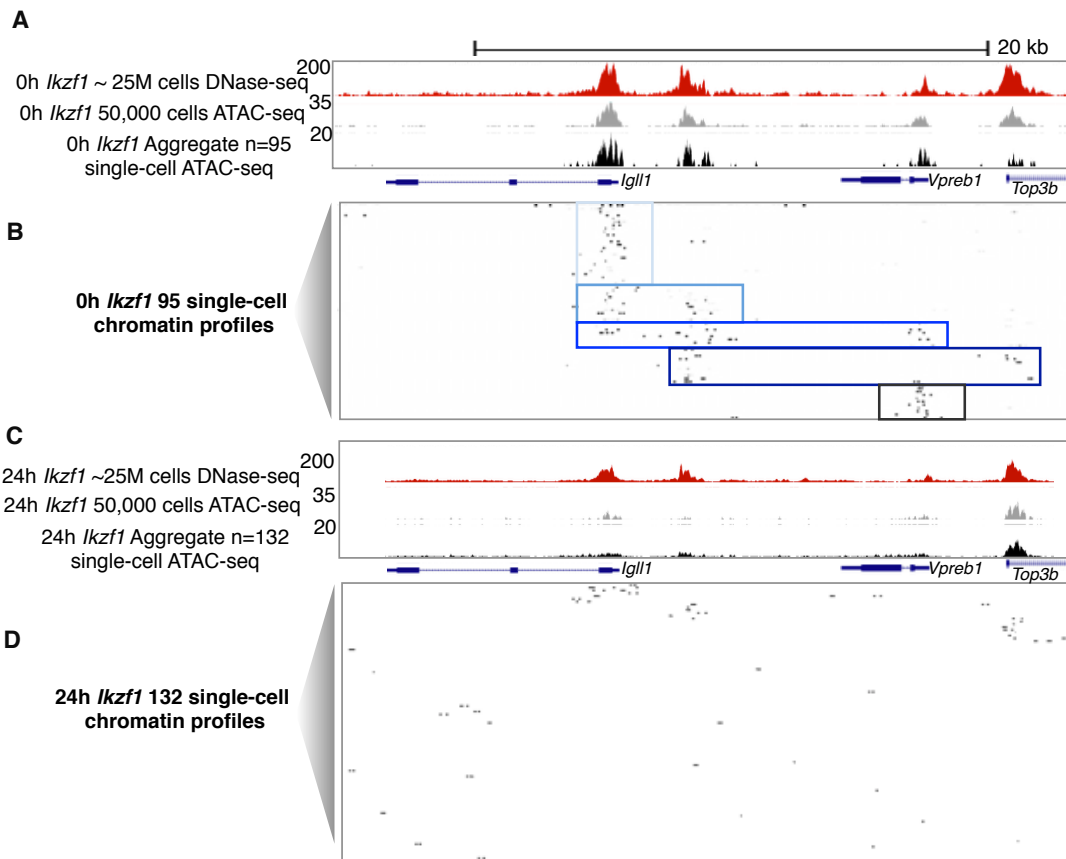 A
20 kb
200
0h Ikzf1 ~ 25M cells DNase-seq
35
0h Ikzf1 50,000 cells ATAC-seq
20
0h Ikzf1 Aggregate n=95
single-cell ATAC-seq
Igll1
Vpreb1
Top3b
B
0h Ikzf1 95 single-cell
chromatin profiles
C
200
24h Ikzf1 ~25M cells DNase-seq
35
24h Ikzf1 50,000 cells ATAC-seq
20
24h Ikzf1 Aggregate n=132
single-cell ATAC-seq
Igll1
Vpreb1
Top3b
D
24h Ikzf1 132 single-cell
chromatin profiles